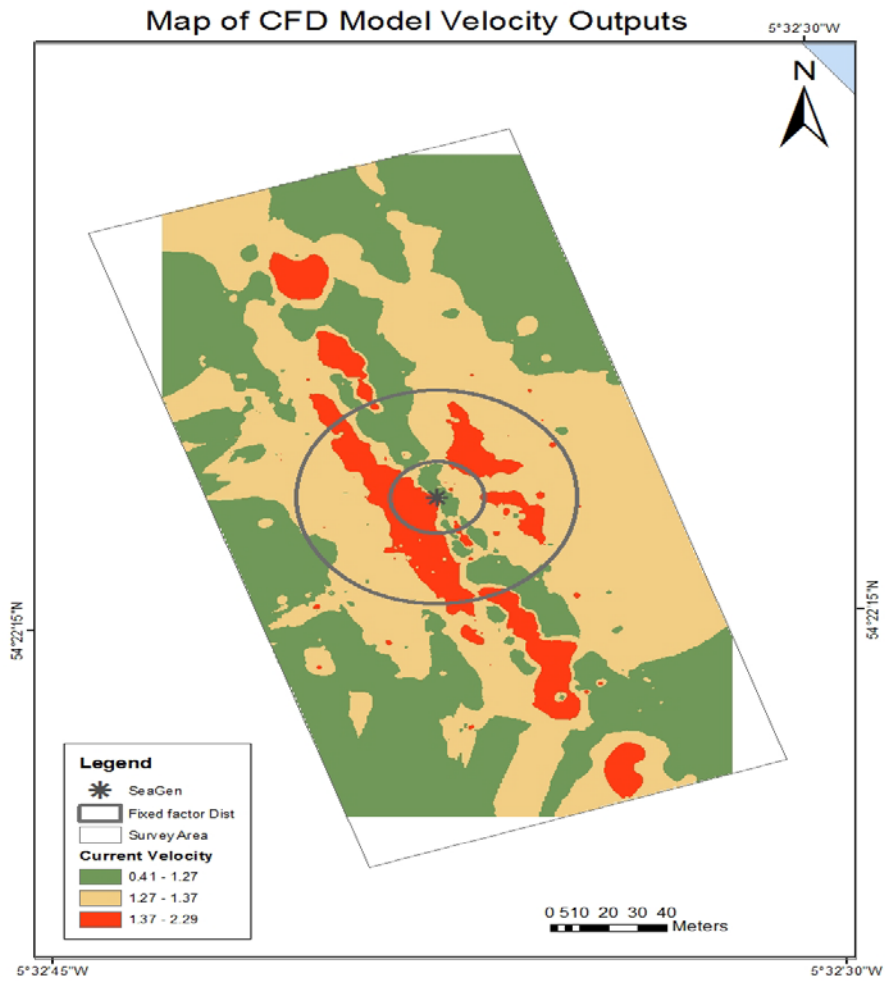 Map of CFD Model Velocity Outputs
5°32'30"W
N
54°22'15"N
54°22'15"N
Legend
SeaGen
Fixed factor Dist
Survey Area
Current Velocity
0.41 - 1.27
1.27 - 1.37
1.37 - 2.29
0 510 20 30 40
Meters
5°32'45"W
5°32'30"W